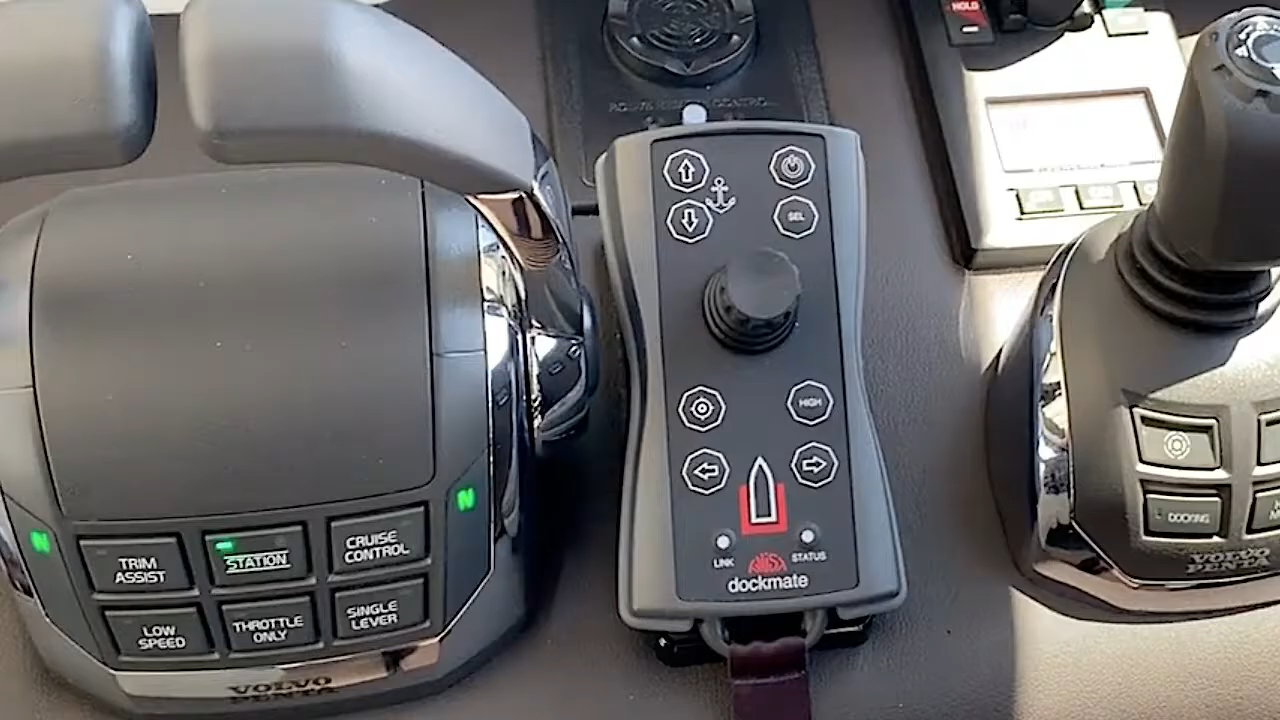 HOLD
SEL
HIGH
LINK
STATUS
dockmate
N
N
TRIM
ASSIST
STATION
CRUISE
CONTROL
LOW
SPEED
THROTTLE
ONLY
SINGLE
LEVER
VOLVO
PENTA
DOCKING
VOLVO
PENTA